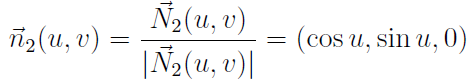 $\vec{n}_2(u, v) = \frac{\vec{N}_2(u, v)}{|\vec{N}_2(u, v)|} = (\cos u, \sin u, 0)$